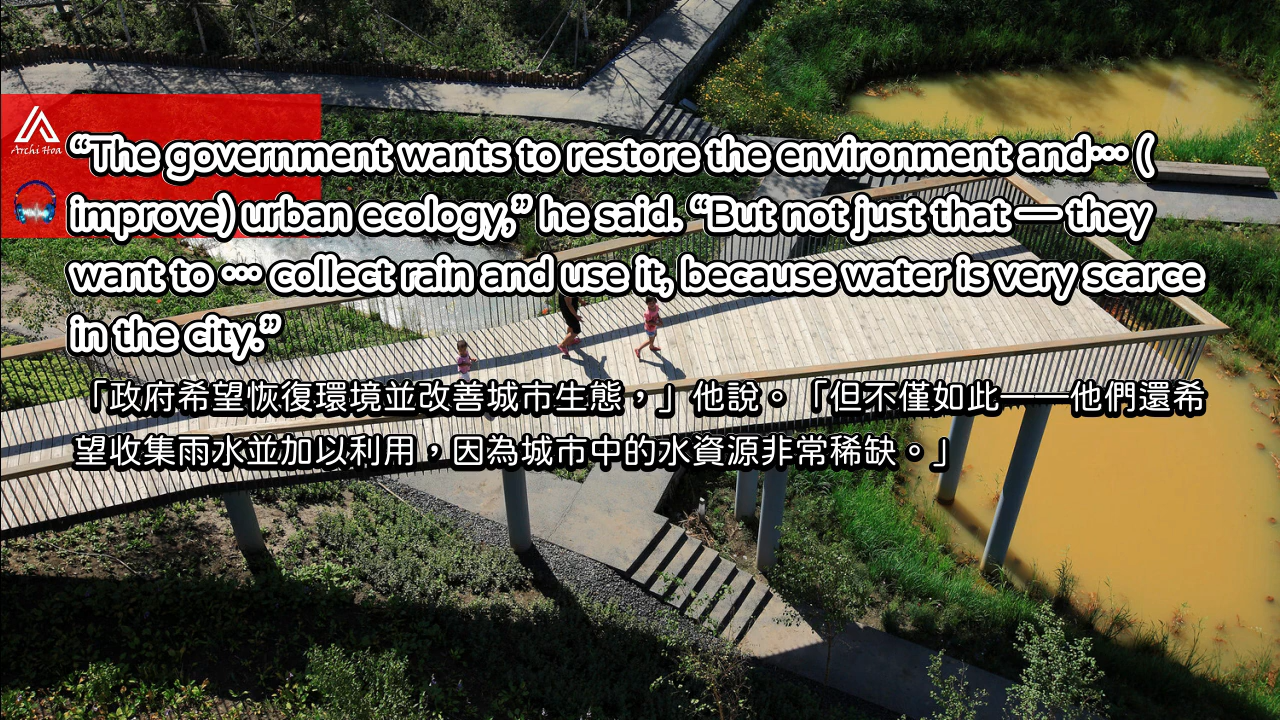 Archi Hoa
“The government wants to restore the environment and··· (
improve) urban ecology,” he said. “But not just that — they
want to ··· collect rain and use it, because water is very scarce
in the city.”
「政府希望恢復環境並改善城市生態，」他說。「但不僅如此——他們還希
望收集雨水並加以利用，因為城市中的水資源非常稀缺。」